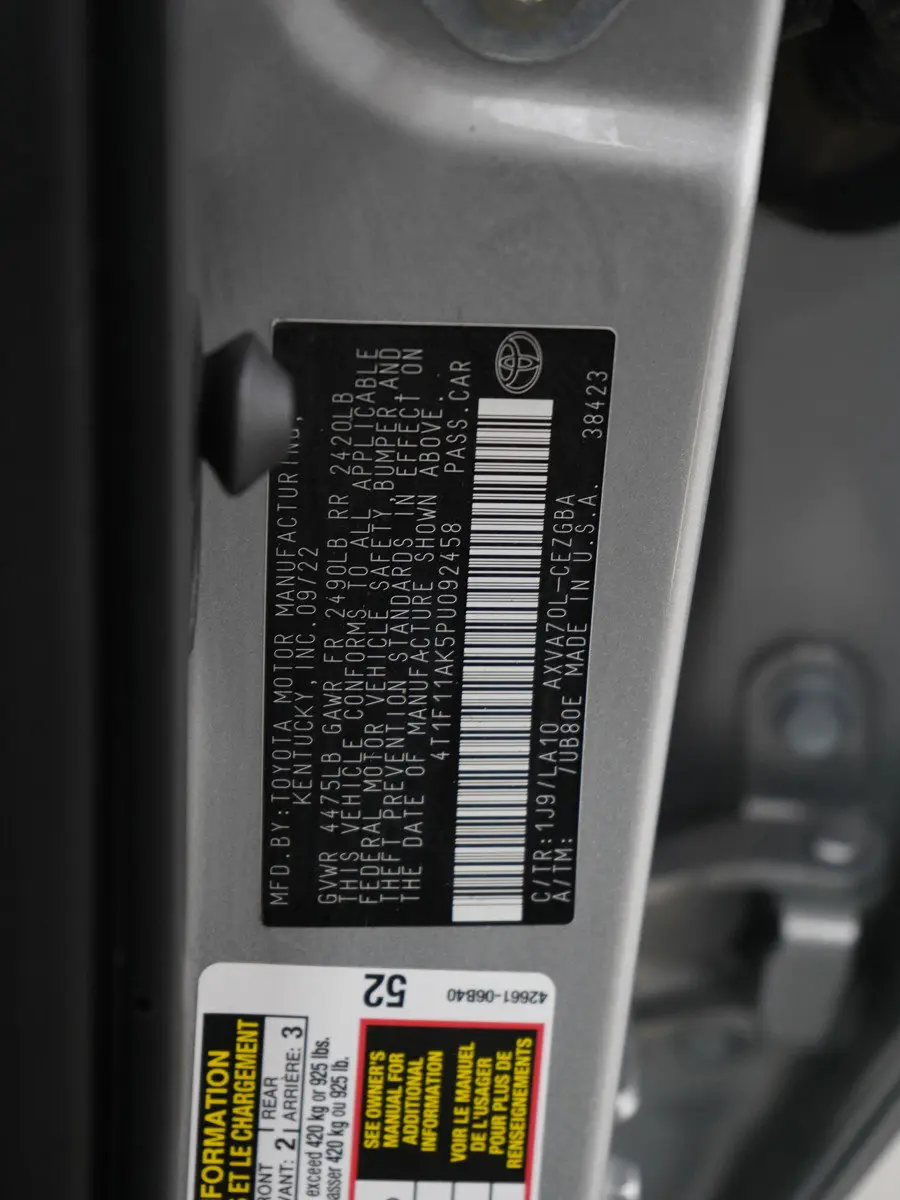 MFD.BY:TOYOTA MOTOR MANUFACTURING,
KENTUCKY, INC. 09/22
GVWR 4475LB GAWR FR 2490LB RR 2420LB
THIS VEHICLE CONFORMS TO ALL APPLICABLE
FEDERAL MOTOR VEHICLE SAFETY, BUMPER, AND
THEFT PREVENTION STANDARDS IN EFFECT ON
THE DATE OF MANUFACTURE SHOWN ABOVE.
4T1F11AK5PU092458 PASS.CAR
C/TR:1J9/LA10 AXVA70L-CEZGBA
A/TM: /UB80E MADE IN U.S.A. 38423
52
42661-06B40
FORMATION
ET LE CHARGEMENT
REAR
2 ARRIÈRE: 3
exceed 420 kg or 925 lbs.
420 kg ou 925 lb.
SEE OWNER'S
MANUAL FOR
ADDITIONAL
INFORMATION
VOIR LE MANUEL
DE L'USAGER
POUR PLUS DE
RENSEIGNEMENTS